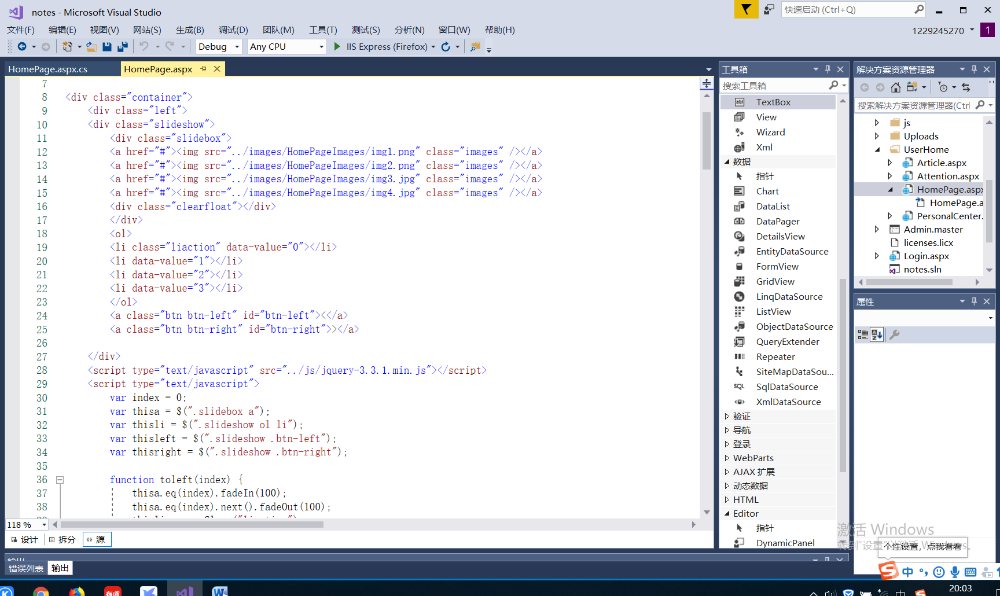 notes - Microsoft Visual Studio
快速启动 (Ctrl+Q)
文件(F) 编辑(E) 视图(V) 网站(S) 生成(B) 调试(D) 团队(M) 工具(T) 测试(S) 分析(N) 窗口(W) 帮助(H)
1229245270 1
Debug Any CPU IIS Express (Firefox)
HomePage.aspx.cs HomePage.aspx
7
8 <div class="container">
9 <div class="left">
10 <div class="slideshow">
11 <div class="slidebox">
12 <a href="#"><img src="../images/HomePageImages/img1.png" class="images" /></a>
13 <a href="#"><img src="../images/HomePageImages/img2.png" class="images" /></a>
14 <a href="#"><img src="../images/HomePageImages/img3.jpg" class="images" /></a>
15 <a href="#"><img src="../images/HomePageImages/img4.jpg" class="images" /></a>
16 <div class="clearfloat"></div>
17 </div>
18 <ol>
19 <li class="liaction" data-value="0"></li>
20 <li data-value="1"></li>
21 <li data-value="2"></li>
22 <li data-value="3"></li>
23 </ol>
24 <a class="btn btn-left" id="btn-left"><</a>
25 <a class="btn btn-right" id="btn-right">></a>
26
27 </div>
28 <script type="text/javascript" src="../js/jquery-3.3.1.min.js"></script>
29 <script type="text/javascript">
30 var index = 0;
31 var thisa = $(".slidebox a");
32 var thisli = $(".slideshow ol li");
33 var thisleft = $(".slideshow .btn-left");
34 var thisright = $(".slideshow .btn-right");
35
36 function toleft(index) {
37 thisa.eq(index).fadeIn(100);
38 thisa.eq(index).next().fadeOut(100);
118 %
设计 拆分 源
输出
错误列表 输出
工具箱
搜索工具箱
TextBox
View
Wizard
Xml
数据
指针
Chart
DataList
DataPager
DetailsView
EntityDataSource
FormView
GridView
LinqDataSource
ListView
ObjectDataSource
QueryExtender
Repeater
SiteMapDataSou...
SQL SqlDataSource
XmlDataSource
验证
导航
登录
WebParts
AJAX 扩展
动态数据
HTML
Editor
指针
DynamicPanel
解决方案资源管理器
搜索解决方案资源管理器(Ctrl
js
Uploads
UserHome
Article.aspx
Attention.aspx
HomePage.aspx
HomePage.a
PersonalCenter.
Admin.master
licenses.licx
Login.aspx
notes.sln
属性
激活 Windows
转到"设置"以激活 Windows。
个性设置，点我看看
中
有道
中
20:03